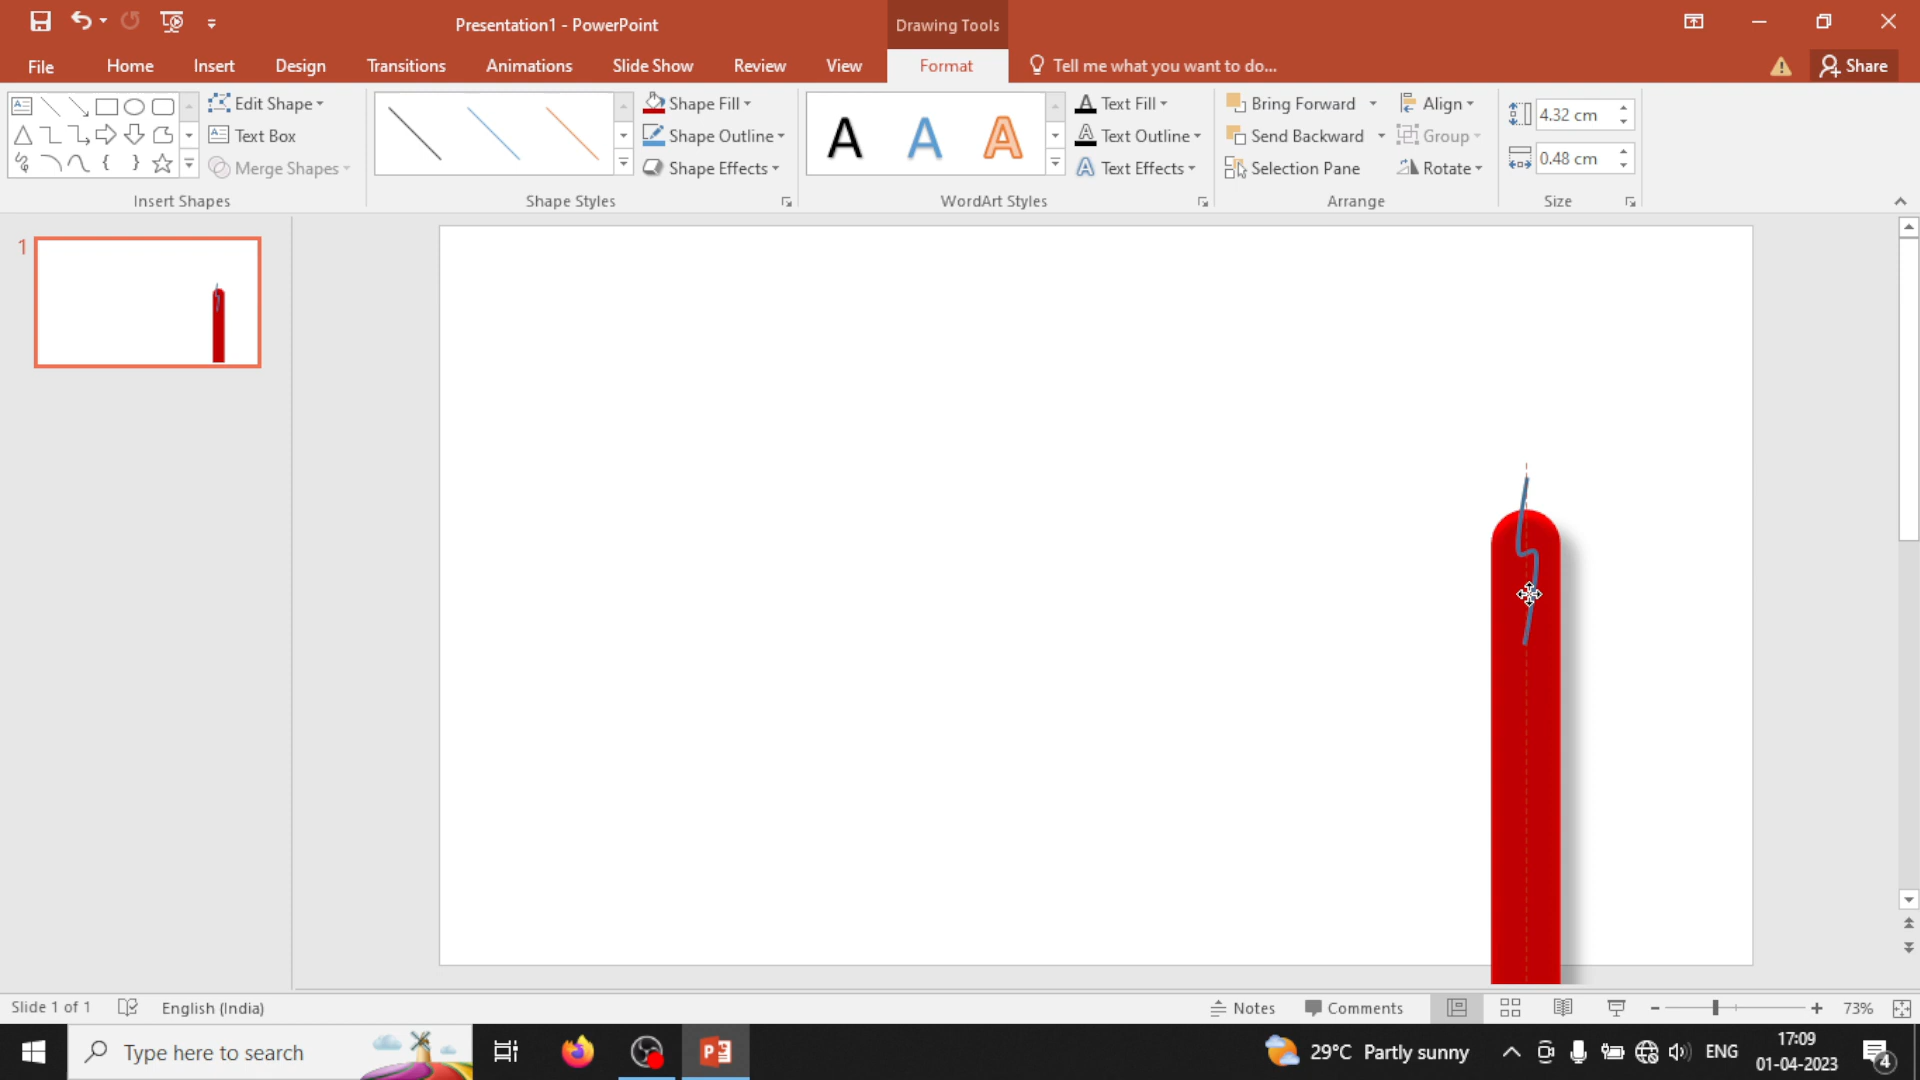 Presentation1 - PowerPoint
Drawing Tools
File Home Insert Design Transitions Animations Slide Show Review View Format Tell me what you want to do... Share
Edit Shape
Text Box
Merge Shapes
Insert Shapes
Shape Fill
Shape Outline
Shape Effects
Shape Styles
A A A
Text Fill
Text Outline
Text Effects
WordArt Styles
Bring Forward
Send Backward
Selection Pane
Align
Group
Rotate
Arrange
4.32 cm
0.48 cm
Size
1
Slide 1 of 1 English (India) Notes Comments 73%
Type here to search 29°C Partly sunny ENG
17:09
01-04-2023
4